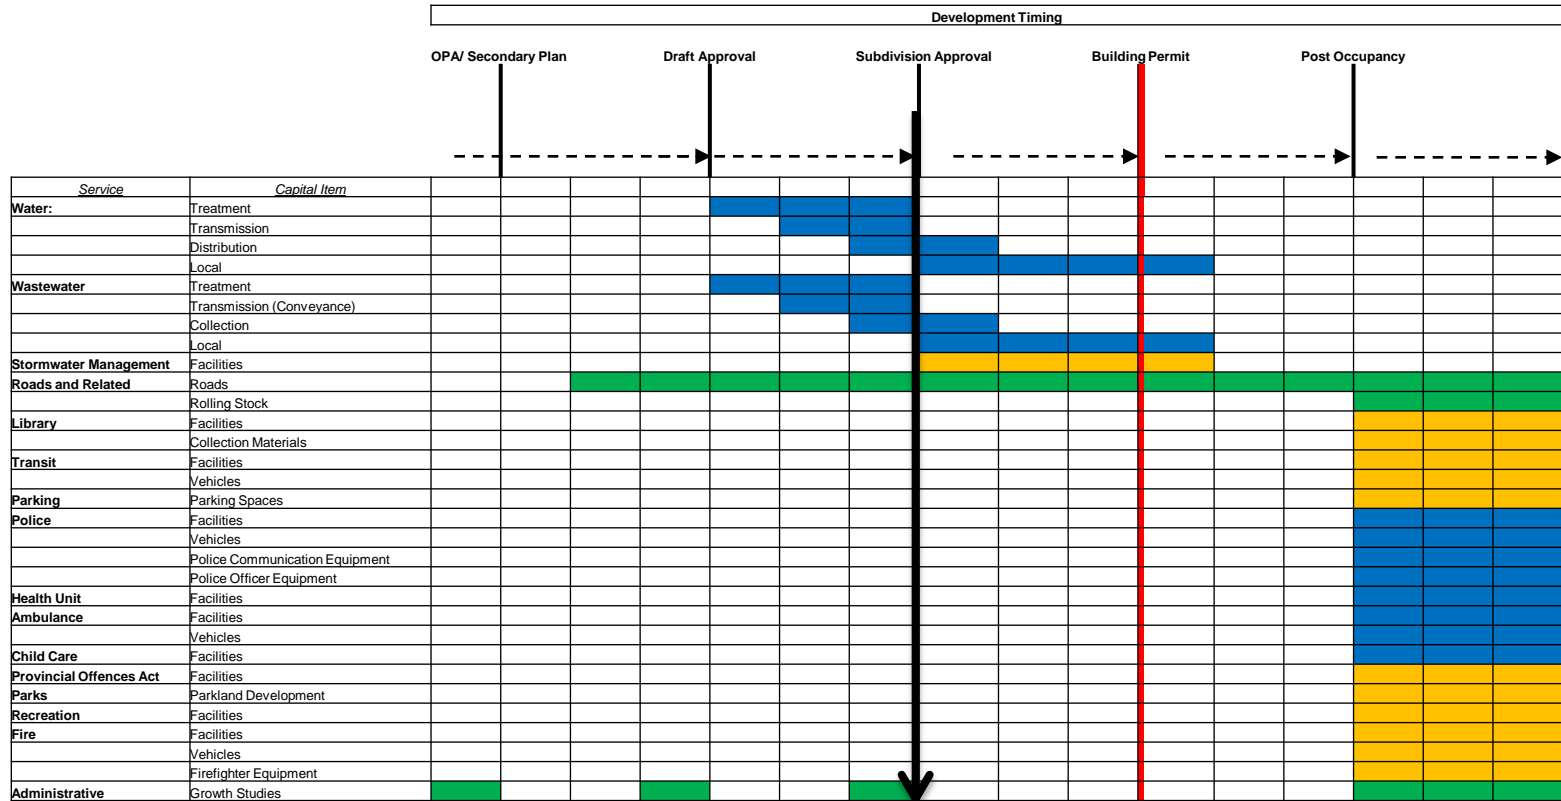 Development Timing
OPA/ Secondary Plan Draft Approval Subdivision Approval Building Permit Post Occupancy
Service Capital Item
Water: Treatment
Transmission
Distribution
Local
Wastewater Treatment
Transmission (Conveyance)
Collection
Local
Stormwater Management Facilities
Roads and Related Roads
Rolling Stock
Library Facilities
Collection Materials
Transit Facilities
Vehicles
Parking Parking Spaces
Police Facilities
Vehicles
Police Communication Equipment
Police Officer Equipment
Health Unit Facilities
Ambulance Facilities
Vehicles
Child Care Facilities
Provincial Offences Act Facilities
Parks Parkland Development
Recreation Facilities
Fire Facilities
Vehicles
Firefighter Equipment
Administrative Growth Studies